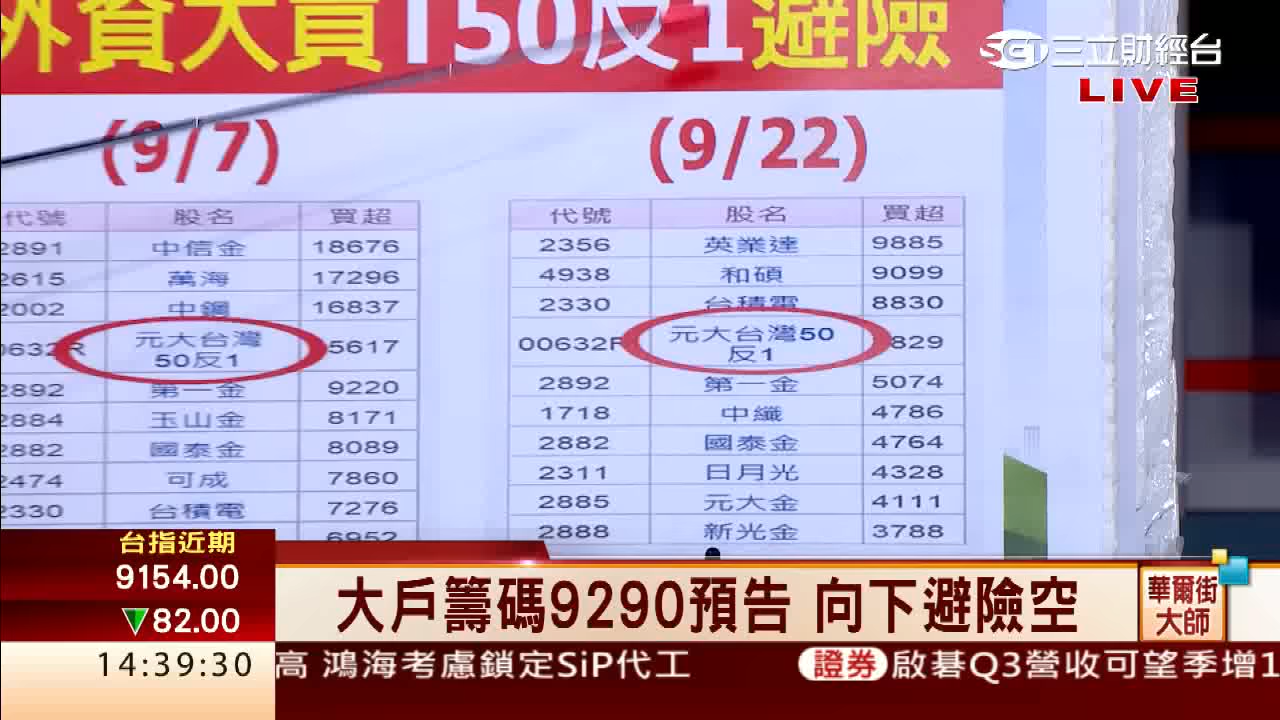 外資大買T50反1避險
SET三立財經台
LIVE
(9/7)
代號 股名 買超
2891 中信金 18676
2615 萬海 17296
2002 中鋼 16837
00632R 元大台灣50反1 5617
2892 第一金 9220
2884 玉山金 8171
2882 國泰金 8089
2474 可成 7860
2330 台積電 7276
6952
(9/22)
代號 股名 買超
2356 英業達 9885
4938 和碩 9099
2330 台積電 8830
00632R 元大台灣50反1 829
2892 第一金 5074
1718 中纖 4786
2882 國泰金 4764
2311 日月光 4328
2885 元大金 4111
2888 新光金 3788
台指近期
9154.00
▼82.00
14:39:30
大戶籌碼9290預告 向下避險空
華爾街
大師
高 鴻海考慮鎖定SiP代工
證券 啟碁Q3營收可望季增1